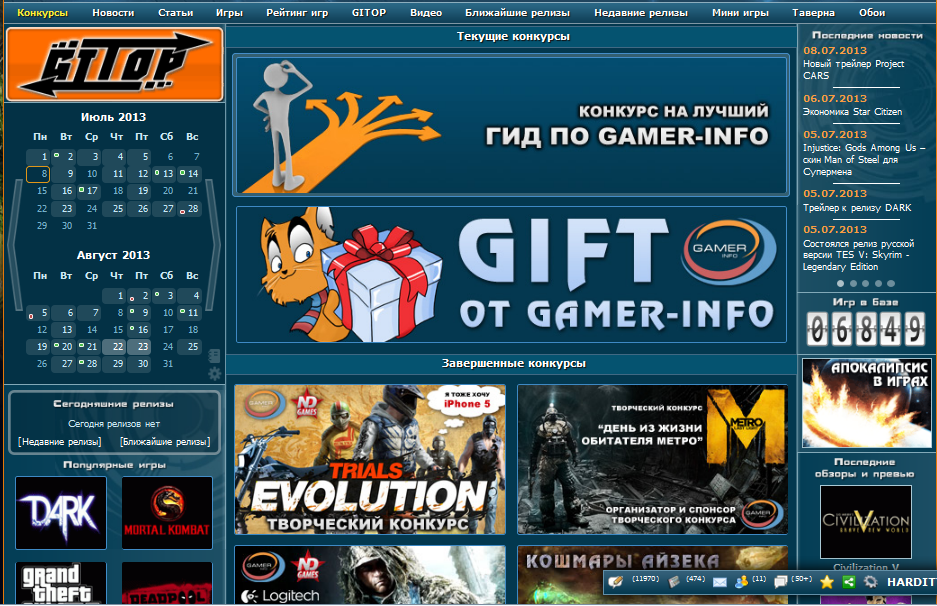 Конкурсы Новости Статьи Игры Рейтинг игр GITOP Видео Ближайшие релизы Недавние релизы Мини игры Таверна Обои
GITOP
Июль 2013
Пн Вт Ср Чт Пт Сб Вс
1 2 3 4 5 6 7
8 9 10 11 12 13 14
15 16 17 18 19 20 21
22 23 24 25 26 27 28
29 30 31
Август 2013
Пн Вт Ср Чт Пт Сб Вс
1 2 3 4
5 6 7 8 9 10 11
12 13 14 15 16 17 18
19 20 21 22 23 24 25
26 27 28 29 30 31
Сегодняшние релизы
Сегодня релизов нет
[Недавние релизы] [Ближайшие релизы]
Популярные игры
DARK
MORTAL KOMBAT
grand
theft
DEADPOOL
Текущие конкурсы
КОНКУРС НА ЛУЧШИЙ
ГИД ПО GAMER-INFO
GIFT
GAMER
INFO
ОТ GAMER-INFO
Завершенные конкурсы
GAMER
ND
GAMES
Я ТОЖЕ ХОЧУ
iPhone 5
TRIALS
EVOLUTION
ТВОРЧЕСКИЙ КОНКУРС
ТВОРЧЕСКИЙ КОНКУРС
“ДЕНЬ ИЗ ЖИЗНИ
ОБИТАТЕЛЯ МЕТРО”
METRO
LAST LIGHT
ОРГАНИЗАТОР И СПОНСОР
ТВОРЧЕСКОГО КОНКУРСА
GAMER
GAMER
ND
GAMES
Logitech
КОШМАРЫ АЙЗЕКА
Последние новости
08.07.2013
Новый трейлер Project
CARS
06.07.2013
Экономика Star Citizen
05.07.2013
Injustice: Gods Among Us –
скин Man of Steel для
Супермена
05.07.2013
Трейлер к релизу DARK
05.07.2013
Состоялся релиз русской
версии TES V: Skyrim -
Legendary Edition
Игр в Базе
06849
АПОКАЛИПСИС
В ИГРАХ
Последние
обзоры и превью
CIVILIZATION
BRAVE NEW WORLD
Civilization V
(11970) (474) (11) (50+) HARDIT